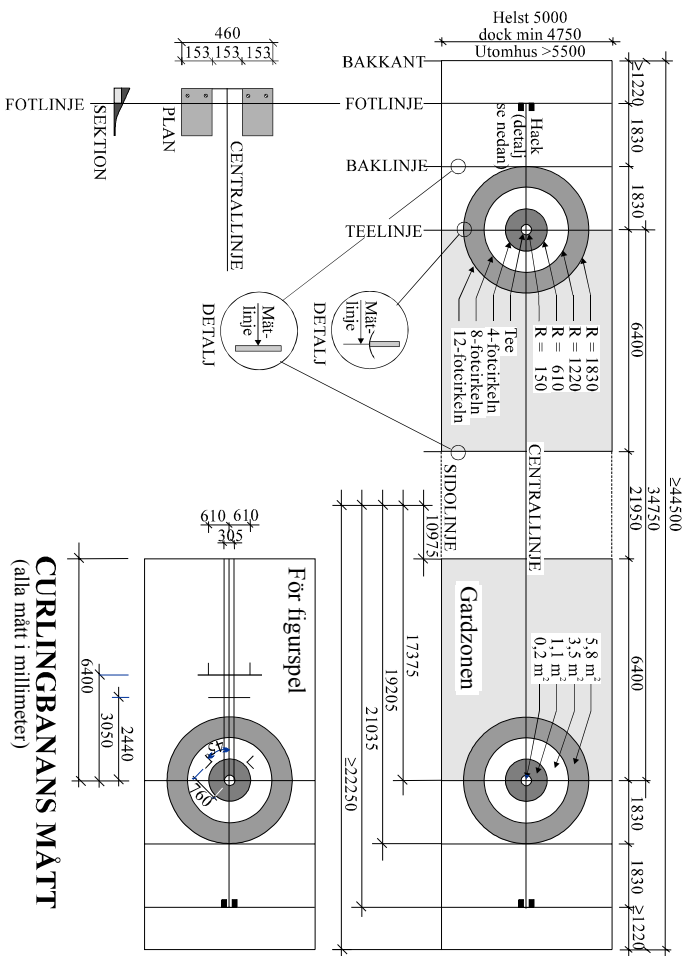 Helst 5000
dock min 4750
Utomhus >5500
BAKKANT
FOTLINJE
BAKLINJE
TEELINJE
460
153
153
153
FOTLINJE
SEKTION
PLAN
CENTRALLINJE
Hack
(detalj
se nedan)
≥1220
1830
1830
6400
21950
6400
1830
1830
≥1220
34750
≥44500
R = 1830
R = 1220
R = 610
R = 150
Tee
4-fotcirkeln
8-fotcirkeln
12-fotcirkeln
Mät-
linje
DETALJ
Mät-
linje
DETALJ
CENTRALLINJE
SIDOLINJE
10975
17375
19205
21035
≥22250
Gardzonen
5,8 m²
3,5 m²
1,1 m²
0,2 m²
610
610
305
För figurspel
45°
760
2440
3050
6400
CURLINGBANANS MÅTT
(alla mått i millimeter)